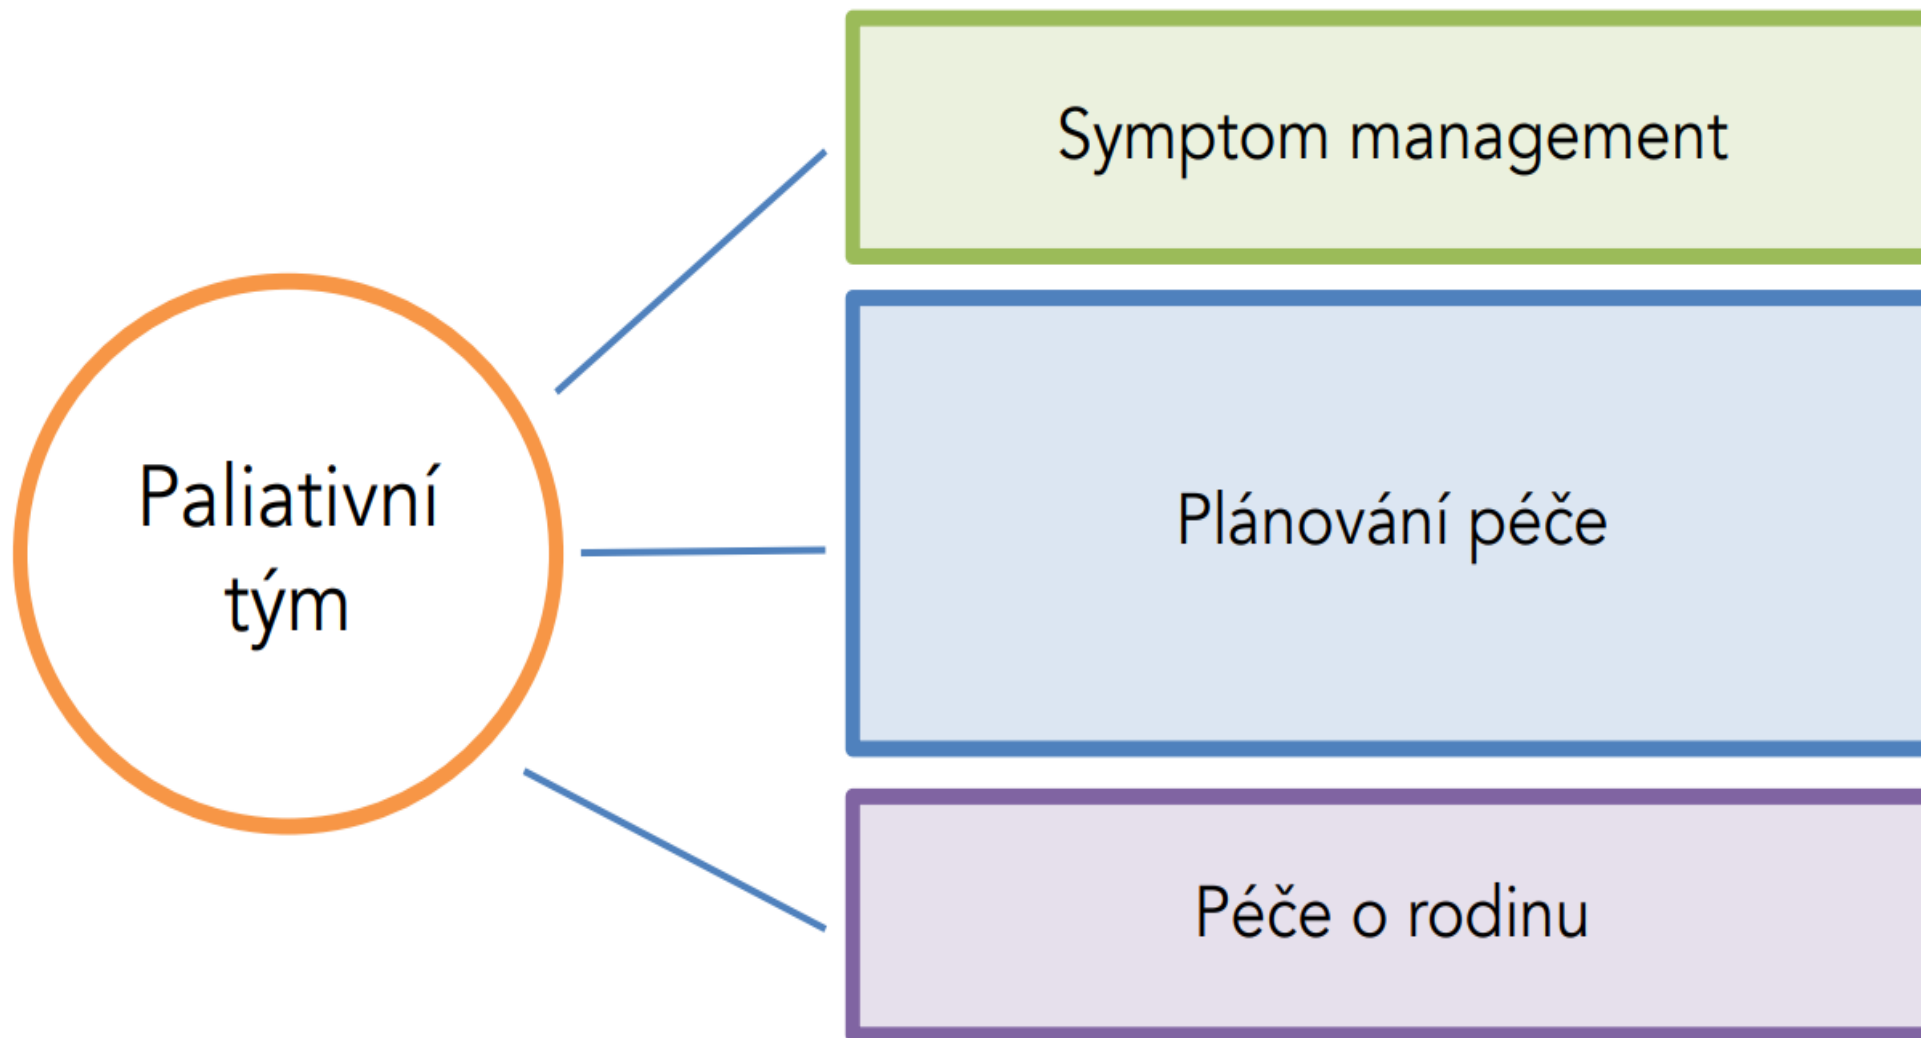 Paliativní
tým
Symptom management
Plánování péče
Péče o rodinu